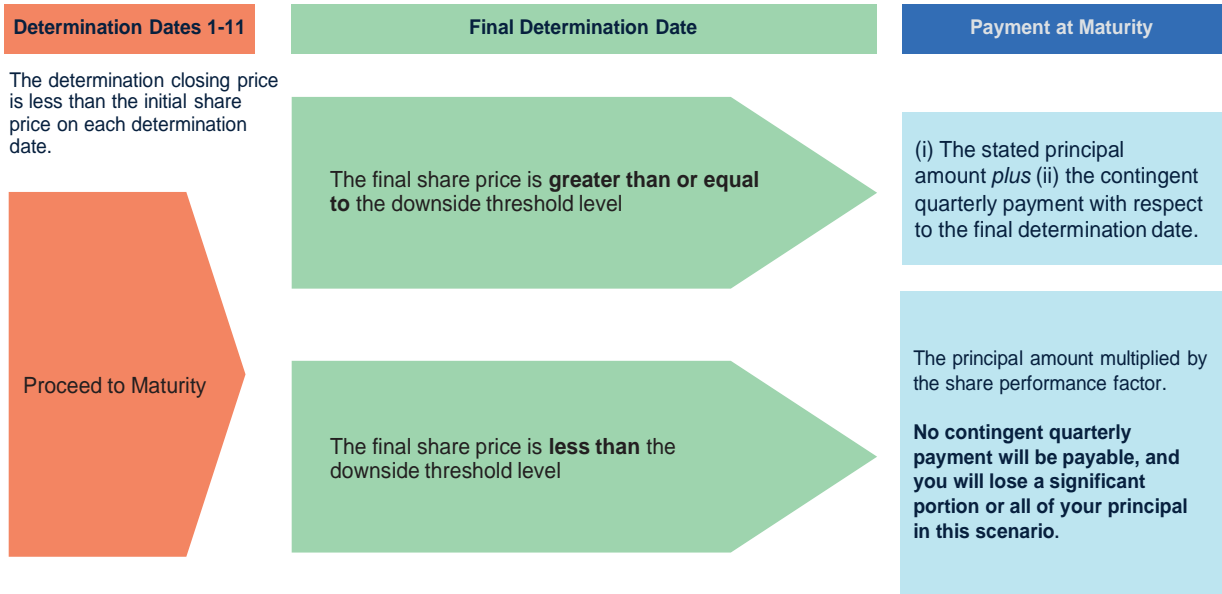 Determination Dates 1-11
Final Determination Date
Payment at Maturity
The determination closing price
is less than the initial share
price on each determination
date.
Proceed to Maturity
The final share price is greater than or equal
to the downside threshold level
(i) The stated principal
amount plus (ii) the contingent
quarterly payment with respect
to the final determination date.
The final share price is less than the
downside threshold level
The principal amount multiplied by
the share performance factor.
No contingent quarterly
payment will be payable, and
you will lose a significant
portion or all of your principal
in this scenario.